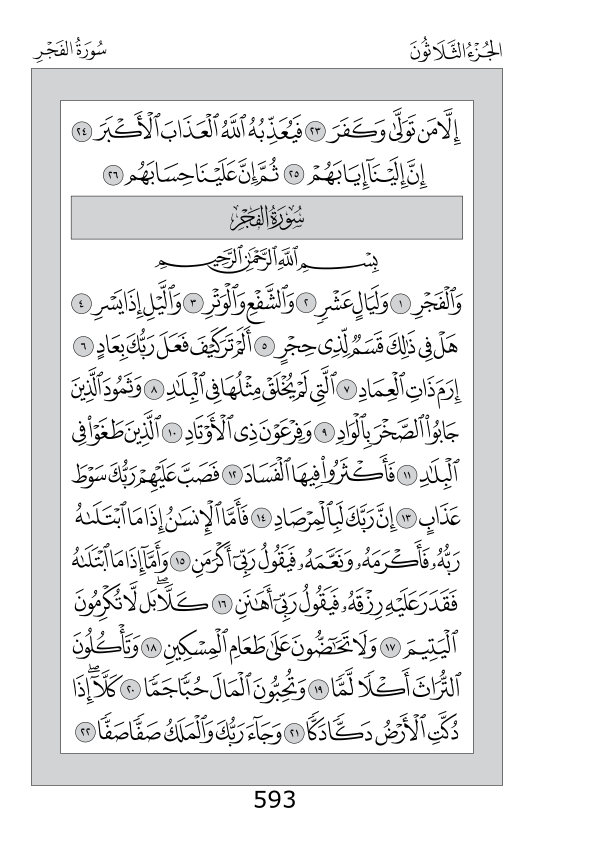 الجُزْءُ الثَّلَاثُونَ
سُورَةُ الفَجْرِ
إِلَّا مَن تَوَلَّىٰ وَكَفَرَ ٢٣ فَيُعَذِّبُهُ ٱللَّهُ ٱلْعَذَابَ ٱلْأَكْبَرَ ٢٤
إِنَّ إِلَيْنَآ إِيَابَهُمْ ٢٥ ثُمَّ إِنَّ عَلَيْنَا حِسَابَهُم ٢٦
سُورَةُ الفَجْرِ
بِسْمِ ٱللَّهِ ٱلرَّحْمَٰنِ ٱلرَّحِيمِ
وَٱلْفَجْرِ ١ وَلَيَالٍ عَشْرٖ ٢ وَٱلشَّفْعِ وَٱلْوَتْرِ ٣ وَٱلَّيْلِ إِذَا يَسْرِ ٤
هَلْ فِي ذَٰلِكَ قَسَمٞ لِّذِي حِجْرٍ ٥ أَلَمْ تَرَ كَيْفَ فَعَلَ رَبُّكَ بِعَادٍ ٦
إِرَمَ ذَاتِ ٱلْعِمَادِ ٧ ٱلَّتِي لَمْ يُخْلَقْ مِثْلُهَا فِي ٱلْبِلَٰدِ ٨ وَثَمُودَ ٱلَّذِينَ
جَابُواْ ٱلصَّخْرَ بِٱلْوَادِ ٩ وَفِرْعَوْنَ ذِي ٱلْأَوْتَادِ ١٠ ٱلَّذِينَ طَغَوْاْ فِي
ٱلْبِلَٰدِ ١١ فَأَكْثَرُواْ فِيهَا ٱلْفَسَادَ ١٢ فَصَبَّ عَلَيْهِمْ رَبُّكَ سَوْطَ
عَذَابٍ ١٣ إِنَّ رَبَّكَ لَبِٱلْمِرْصَادِ ١٤ فَأَمَّا ٱلْإِنسَٰنُ إِذَا مَا ٱبْتَلَىٰهُ
رَبُّهُۥ فَأَكْرَمَهُۥ وَنَعَّمَهُۥ فَيَقُولُ رَبِّيٓ أَكْرَمَنِ ١٥ وَأَمَّآ إِذَا مَا ٱبْتَلَىٰهُ
فَقَدَرَ عَلَيْهِ رِزْقَهُۥ فَيَقُولُ رَبِّيٓ أَهَٰنَنِ ١٦ كَلَّاۖ بَل لَّا تُكْرِمُونَ
ٱلْيَتِيمَ ١٧ وَلَا تَحَٰٓضُّونَ عَلَىٰ طَعَامِ ٱلْمِسْكِينِ ١٨ وَتَأْكُلُونَ
ٱلتُّرَاثَ أَكْلٗا لَّمّٗا ١٩ وَتُحِبُّونَ ٱلْمَالَ حُبّٗا جَمّٗا ٢٠ كَلَّآۖ إِذَا
دُكَّتِ ٱلْأَرْضُ دَكّٗا دَكّٗا ٢١ وَجَآءَ رَبُّكَ وَٱلْمَلَكُ صَفّٗا صَفّٗا ٢٢
593